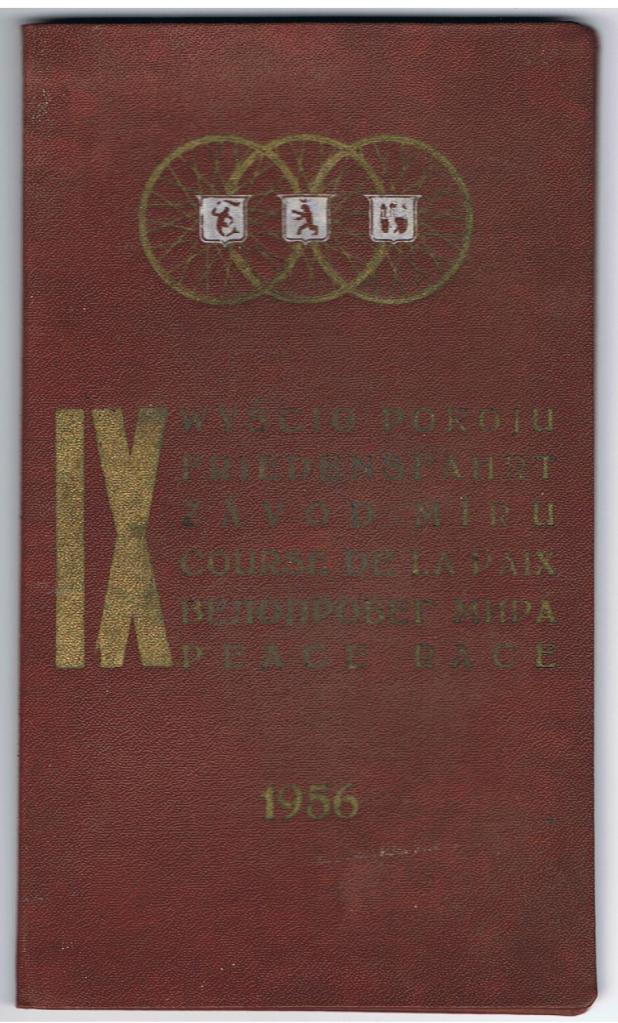 IX
WYŚCIG POKOJU
FRIEDENSFAHRT
ZÁVOD MÍRU
COURSE DE LA PAIX
ВЕЛОПРОБЕГ МИРА
PEACE RACE
1956